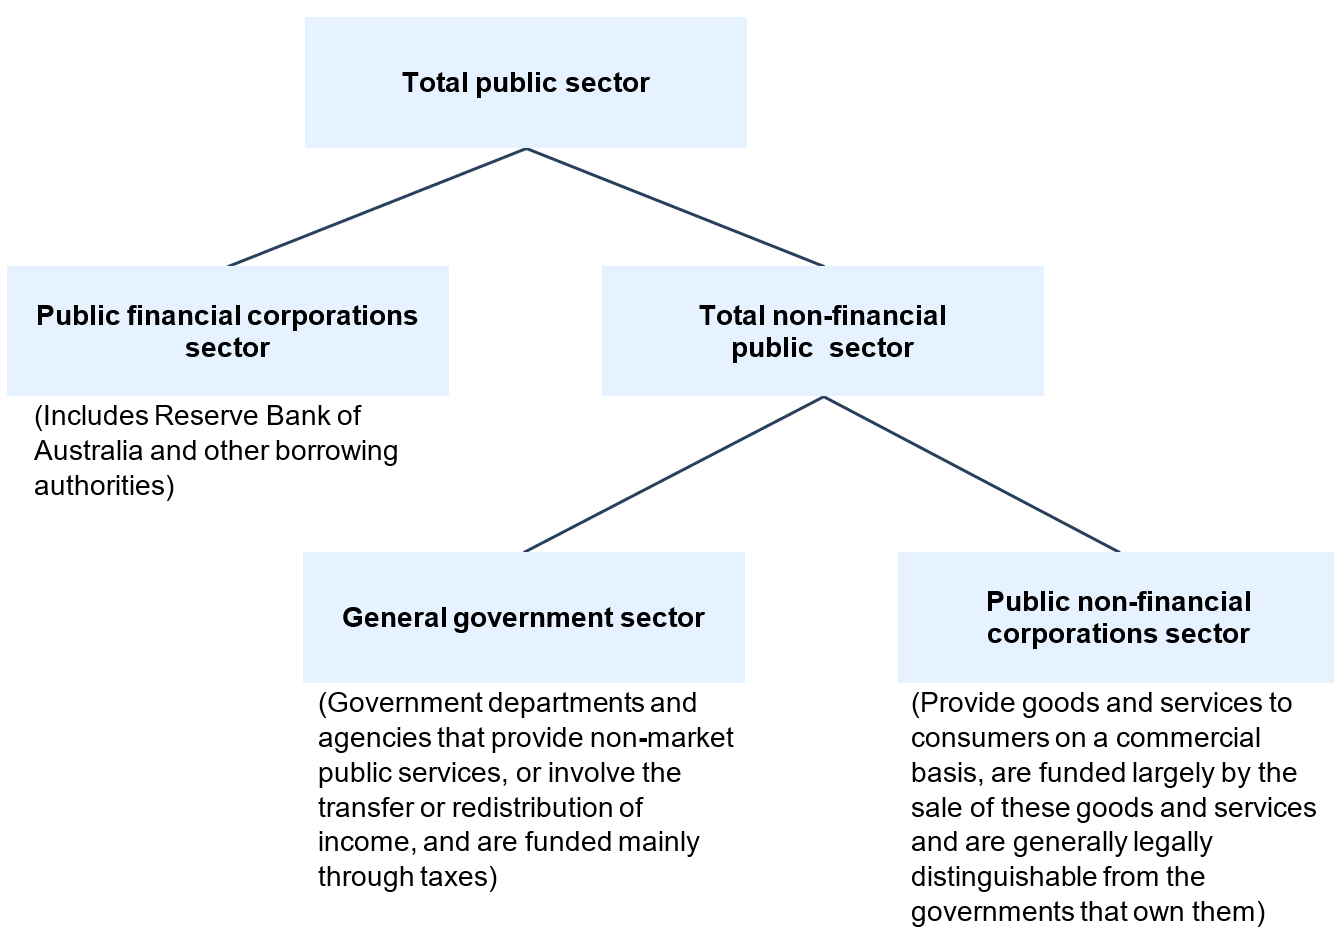 Total public sector
Public financial corporations
sector
(Includes Reserve Bank of
Australia and other borrowing
authorities)
Total non-financial
public  sector
General government sector
(Government departments and
agencies that provide non-market
public services, or involve the
transfer or redistribution of
income, and are funded mainly
through taxes)
Public non-financial
corporations sector
(Provide goods and services to
consumers on a commercial
basis, are funded largely by the
sale of these goods and services
and are generally legally
distinguishable from the
governments that own them)